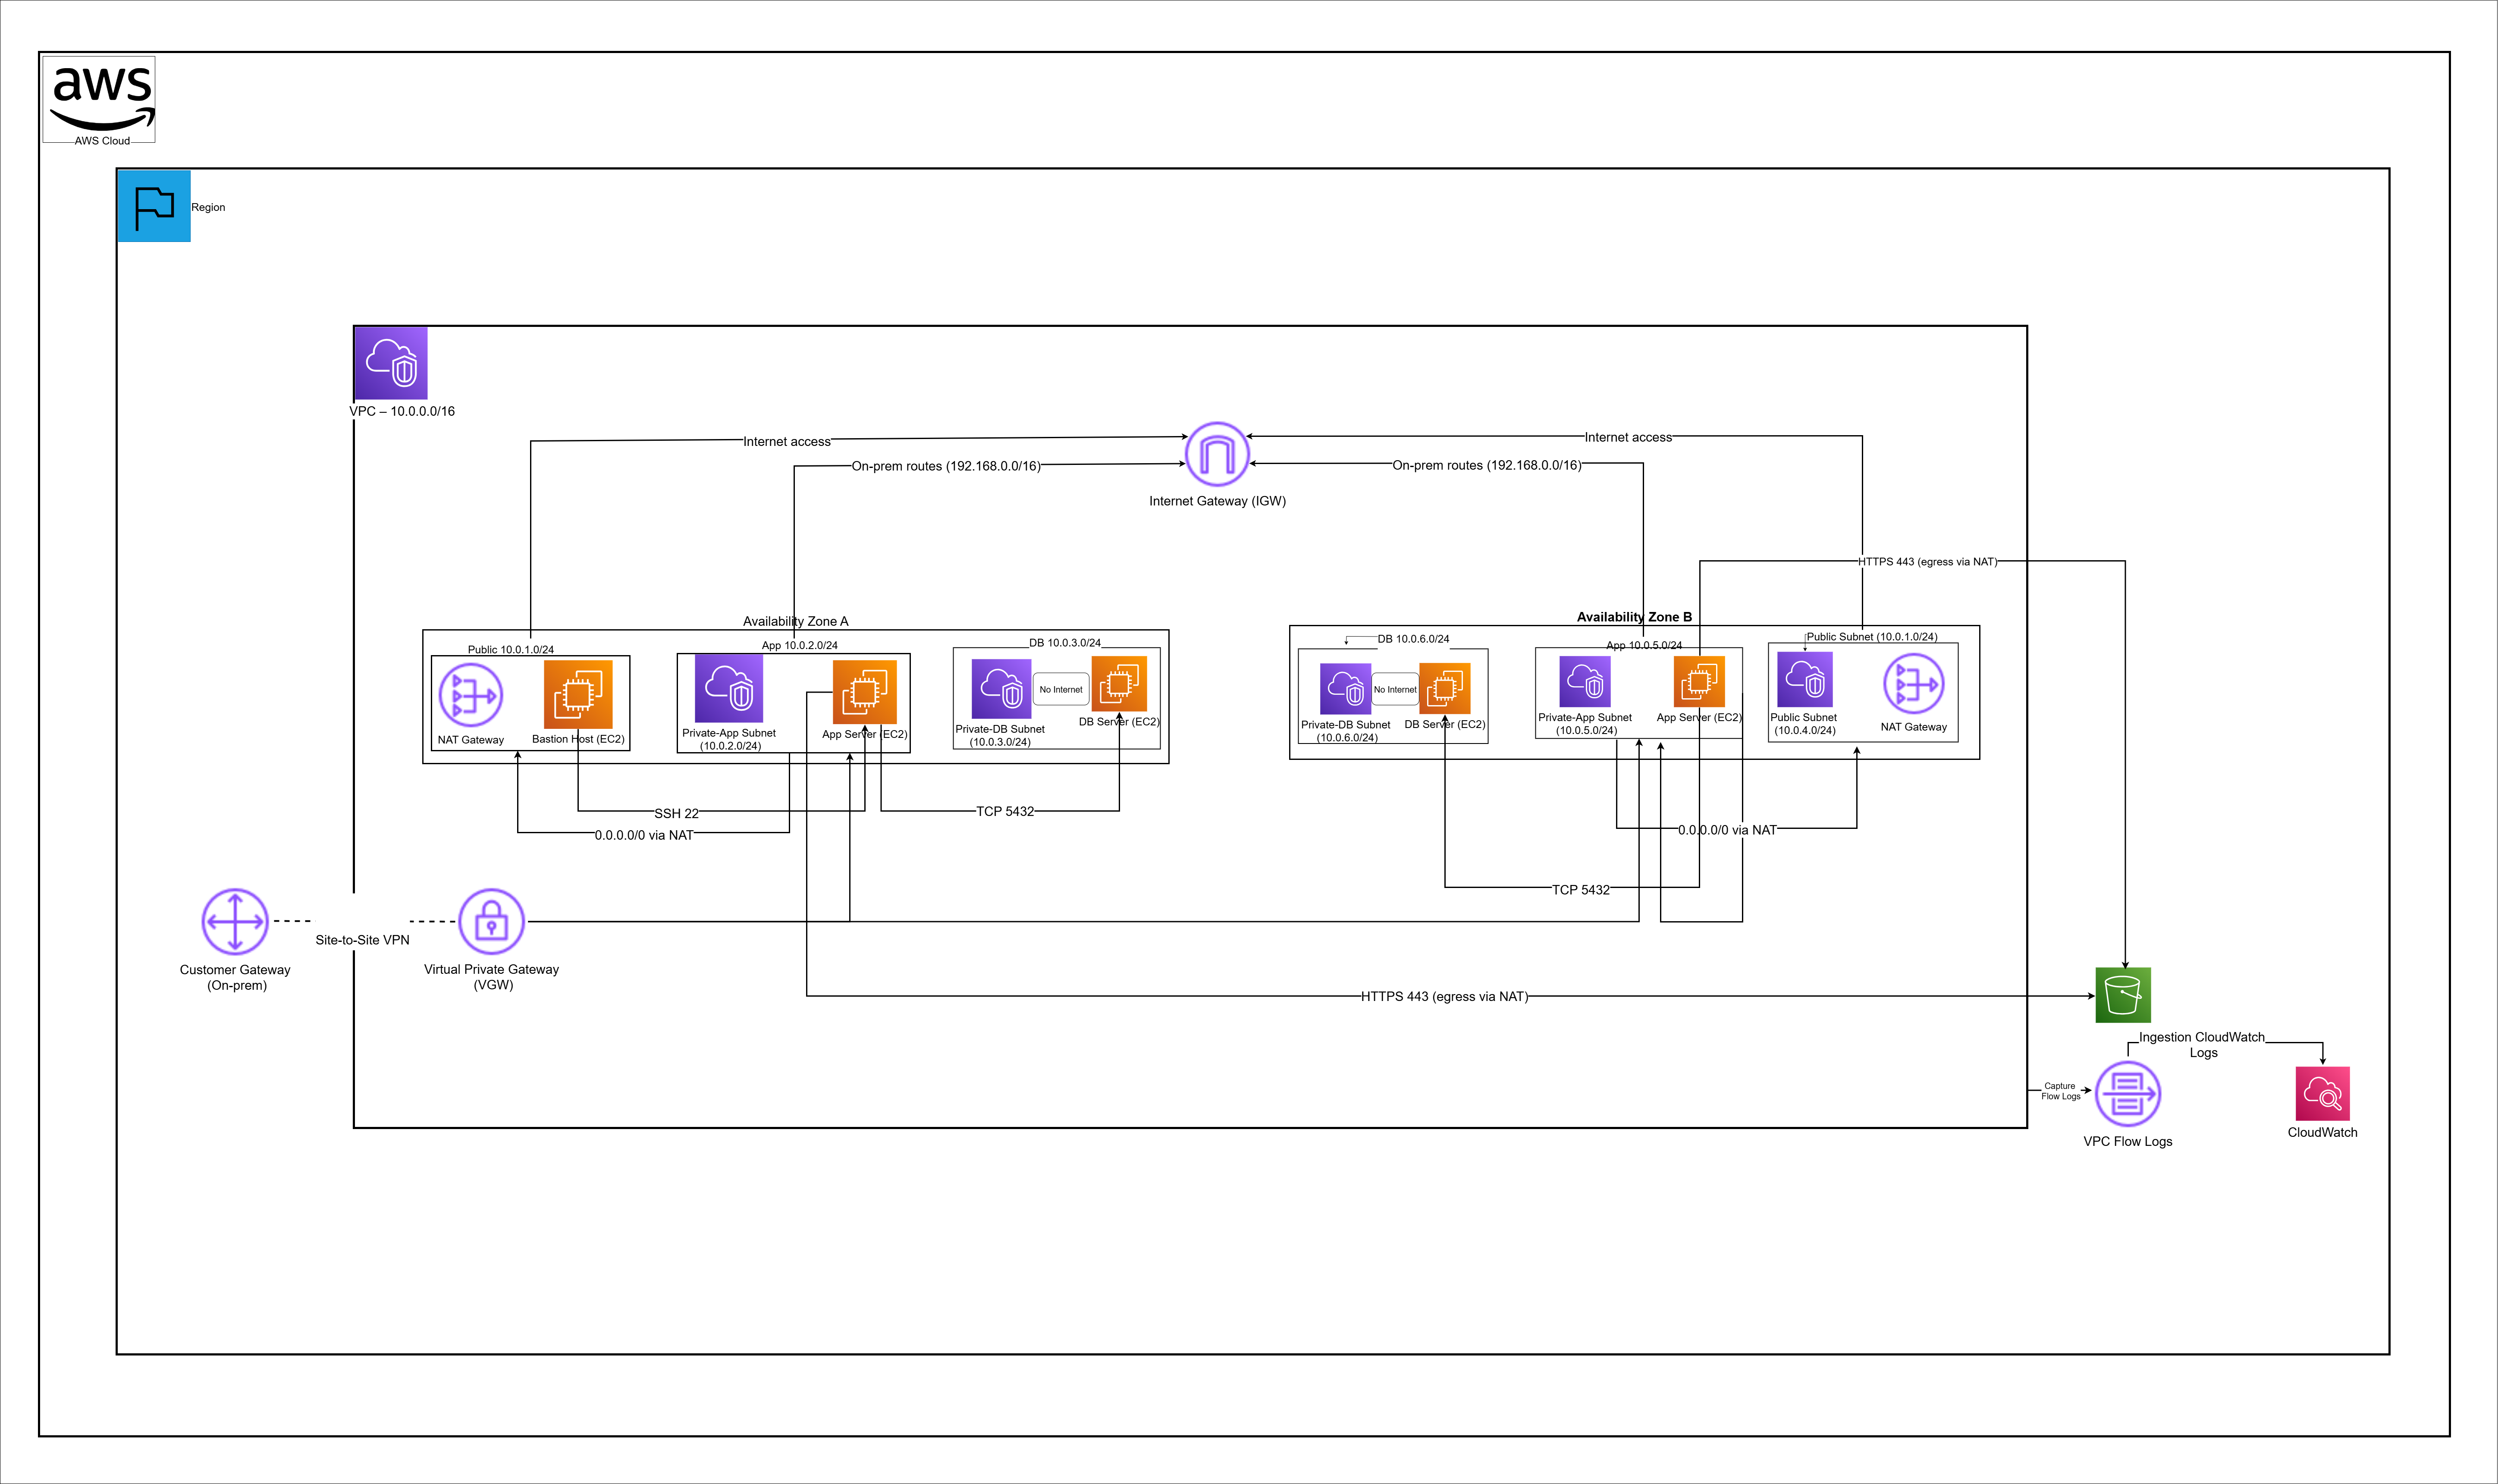 aws
AWS Cloud
Region
VPC – 10.0.0.0/16
Internet access
Internet access
On-prem routes (192.168.0.0/16)
On-prem routes (192.168.0.0/16)
Internet Gateway (IGW)
HTTPS 443 (egress via NAT)
Availability Zone A
Public 10.0.1.0/24
App 10.0.2.0/24
DB 10.0.3.0/24
NAT Gateway
Bastion Host (EC2)
Private-App Subnet
(10.0.2.0/24)
App Server (EC2)
Private-DB Subnet
(10.0.3.0/24)
No Internet
DB Server (EC2)
Availability Zone B
DB 10.0.6.0/24
App 10.0.5.0/24
Public Subnet (10.0.1.0/24)
Private-DB Subnet
(10.0.6.0/24)
No Internet
DB Server (EC2)
Private-App Subnet
(10.0.5.0/24)
App Server (EC2)
Public Subnet
(10.0.4.0/24)
NAT Gateway
SSH 22
0.0.0.0/0 via NAT
TCP 5432
0.0.0.0/0 via NAT
TCP 5432
Customer Gateway
(On-prem)
Site-to-Site VPN
Virtual Private Gateway
(VGW)
HTTPS 443 (egress via NAT)
Ingestion CloudWatch
Logs
Capture
Flow Logs
VPC Flow Logs
CloudWatch